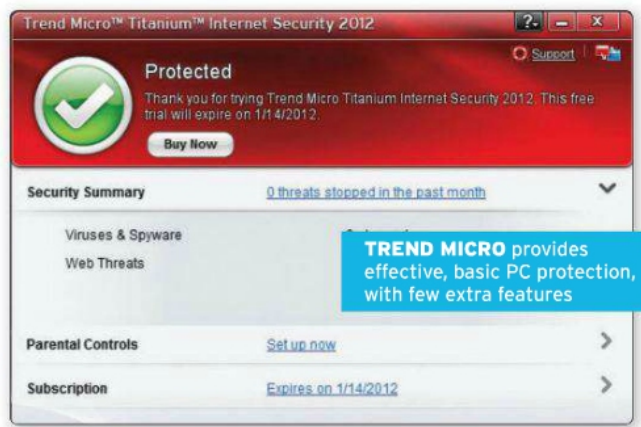 Trend Micro™ Titanium™ Internet Security 2012
Support
Protected
Thank you for trying Trend Micro Titanium Internet Security 2012. This free
trial will expire on 1/14/2012.
Buy Now
Security Summary 0 threats stopped in the past month
Viruses & Spyware
Web Threats
TREND MICRO provides
effective, basic PC protection,
with few extra features
Parental Controls Set up now
Subscription Expires on 1/14/2012